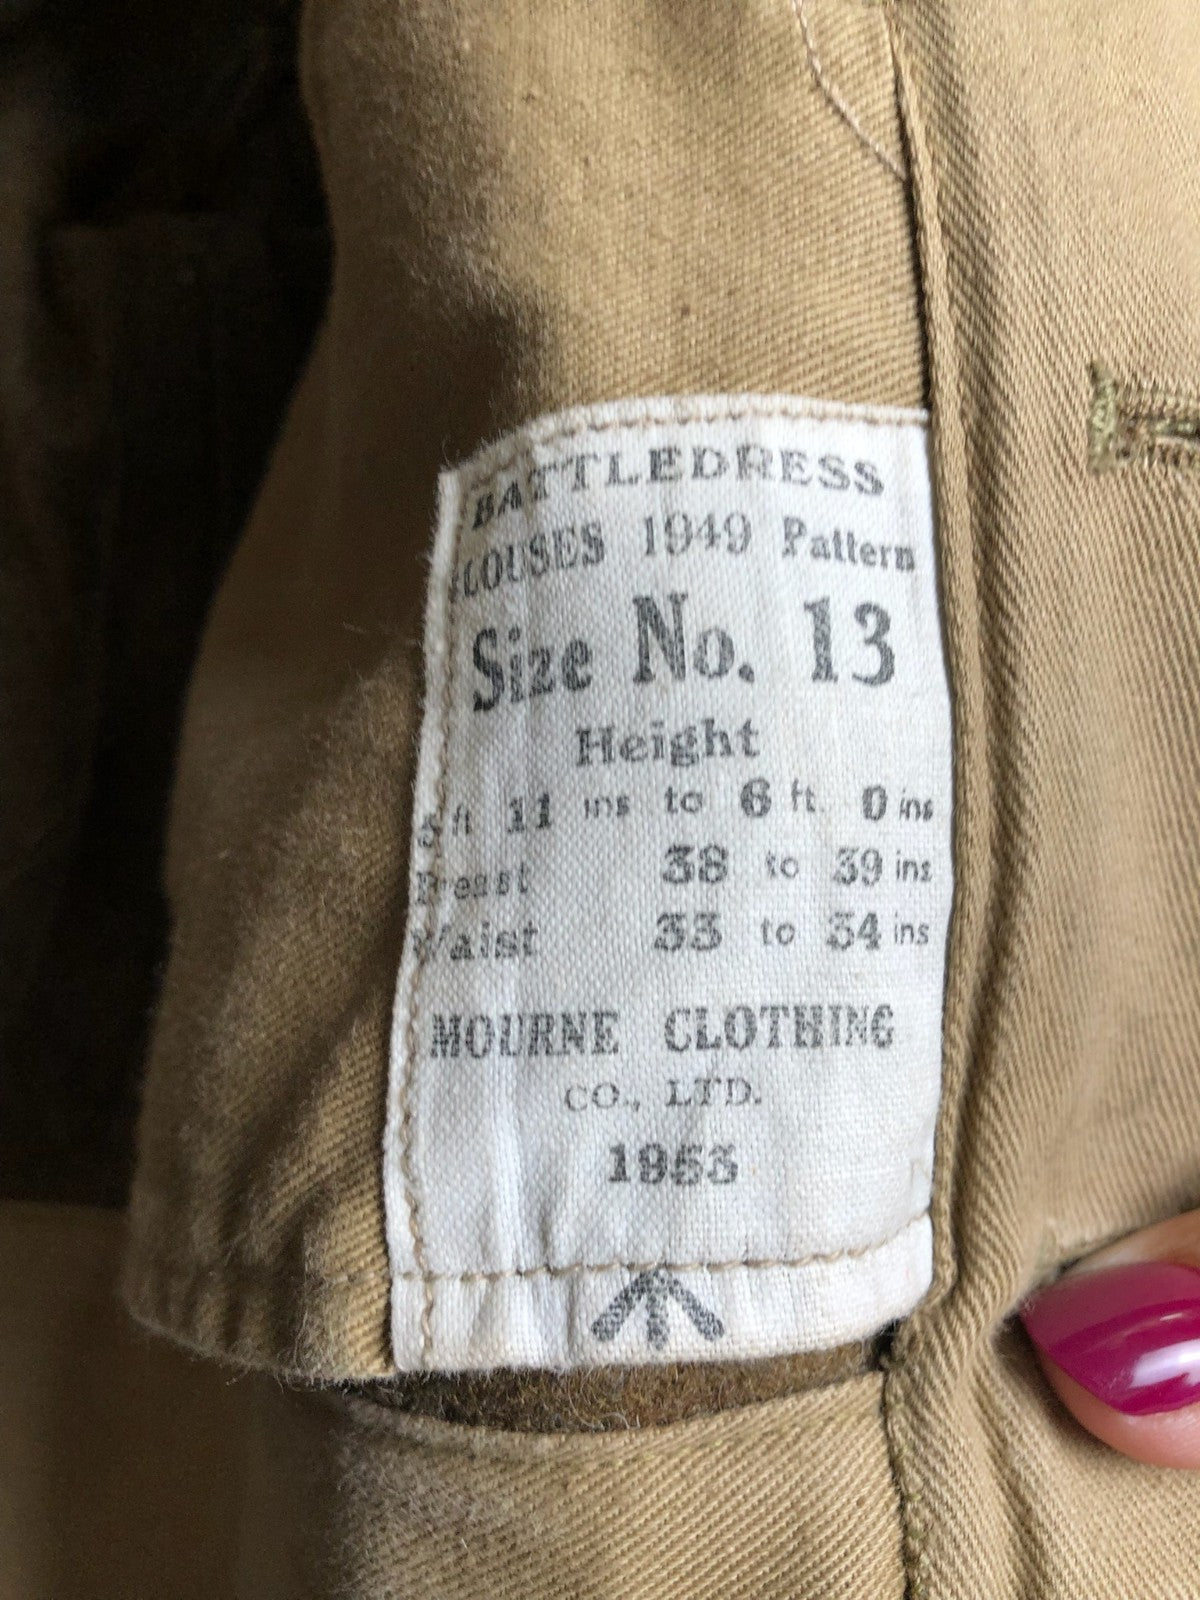 BATTLEDRESS
LOUSES 1949 Pattern
Size No. 13
Height
5 ft 11 ins to 6 ft 0 ins
Breast 38 to 39 ins
Waist 33 to 34 ins
MOURNE CLOTHING
CO., LTD.
1953